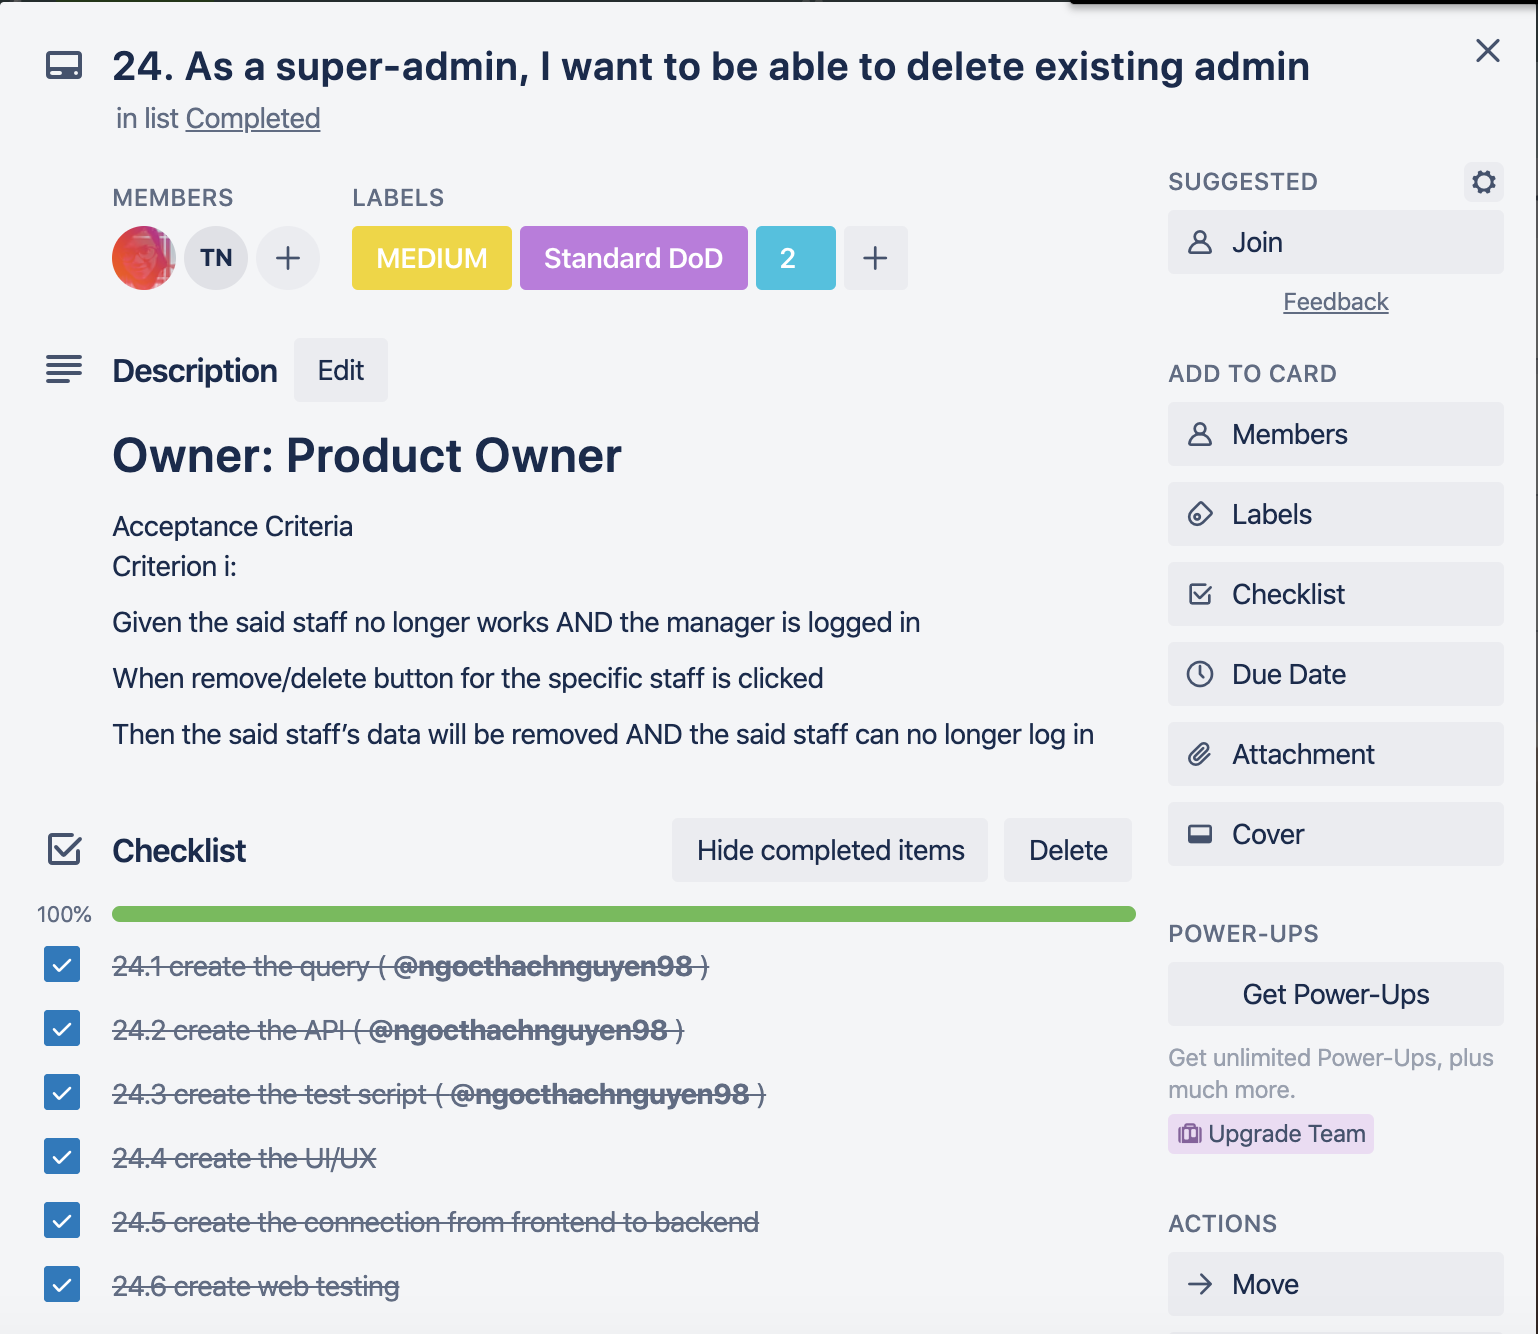 24. As a super-admin, I want to be able to delete existing admin
in list Completed
MEMBERS
LABELS
TN
MEDIUM
Standard DoD
2
Description
Edit
Owner: Product Owner
Acceptance Criteria
Criterion i:
Given the said staff no longer works AND the manager is logged in
When remove/delete button for the specific staff is clicked
Then the said staff’s data will be removed AND the said staff can no longer log in
Checklist
Hide completed items
Delete
100%
24.1 create the query ( @ngocthachnguyen98 )
24.2 create the API ( @ngocthachnguyen98 )
24.3 create the test script ( @ngocthachnguyen98 )
24.4 create the UI/UX
24.5 create the connection from frontend to backend
24.6 create web testing
SUGGESTED
Join
Feedback
ADD TO CARD
Members
Labels
Checklist
Due Date
Attachment
Cover
POWER-UPS
Get Power-Ups
Get unlimited Power-Ups, plus
much more.
Upgrade Team
ACTIONS
Move